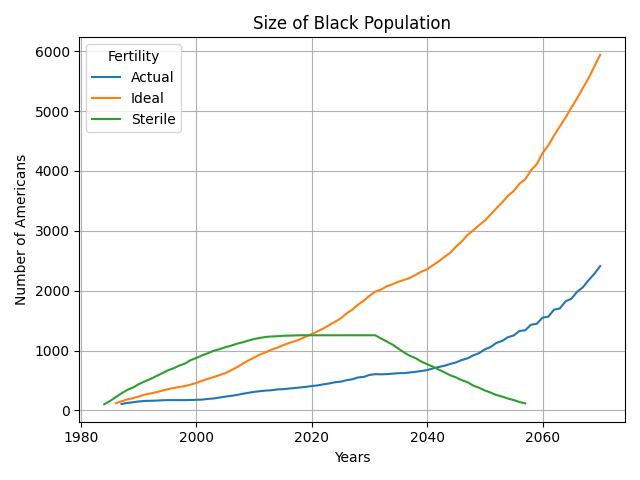 Size of Black Population
Fertility
Actual
Ideal
Sterile
Number of Americans
6000
5000
4000
3000
2000
1000
0
1980
2000
2020
2040
2060
Years